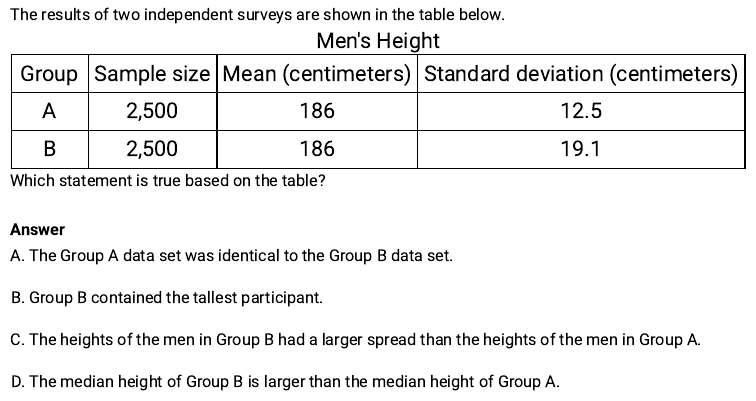 The results of two independent surveys are shown in the table below.
Men's Height
Group Sample size Mean (centimeters) Standard deviation (centimeters)
A 2,500 186 12.5
B 2,500 186 19.1
Which statement is true based on the table?
Answer
A. The Group A data set was identical to the Group B data set.
B. Group B contained the tallest participant.
C. The heights of the men in Group B had a larger spread than the heights of the men in Group A.
D. The median height of Group B is larger than the median height of Group A.